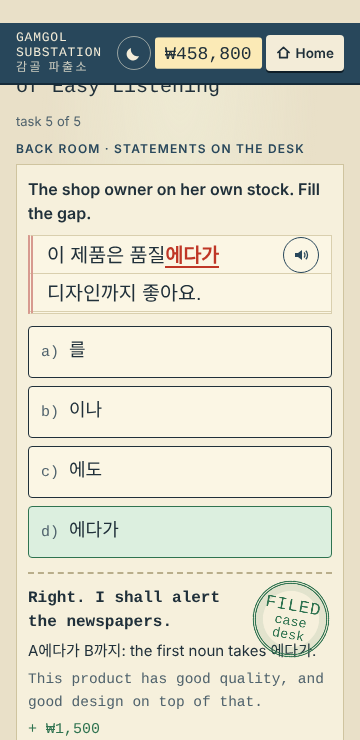 GAMGOL
SUBSTATION
감골 파출소
₩458,800
Home
of Easy Listening
task 5 of 5
BACK ROOM · STATEMENTS ON THE DESK
The shop owner on her own stock. Fill
the gap.
이 제품은 품질에다가
디자인까지 좋아요.
a) 를
b) 이나
c) 에도
d) 에다가
Right. I shall alert
the newspapers.
FILED
case
desk
A에다가 B까지: the first noun takes 에다가.
This product has good quality, and
good design on top of that.
+ ₩1,500